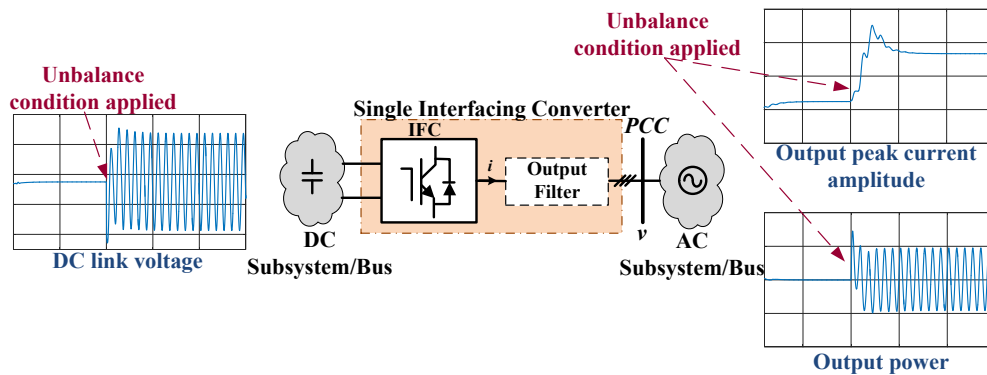 Unbalance
condition applied
DC link voltage
Single Interfacing Converter
IFC
i
Output
Filter
PCC
v
DC
Subsystem/Bus
AC
Subsystem/Bus
Unbalance
condition applied
Output peak current
amplitude
Output power